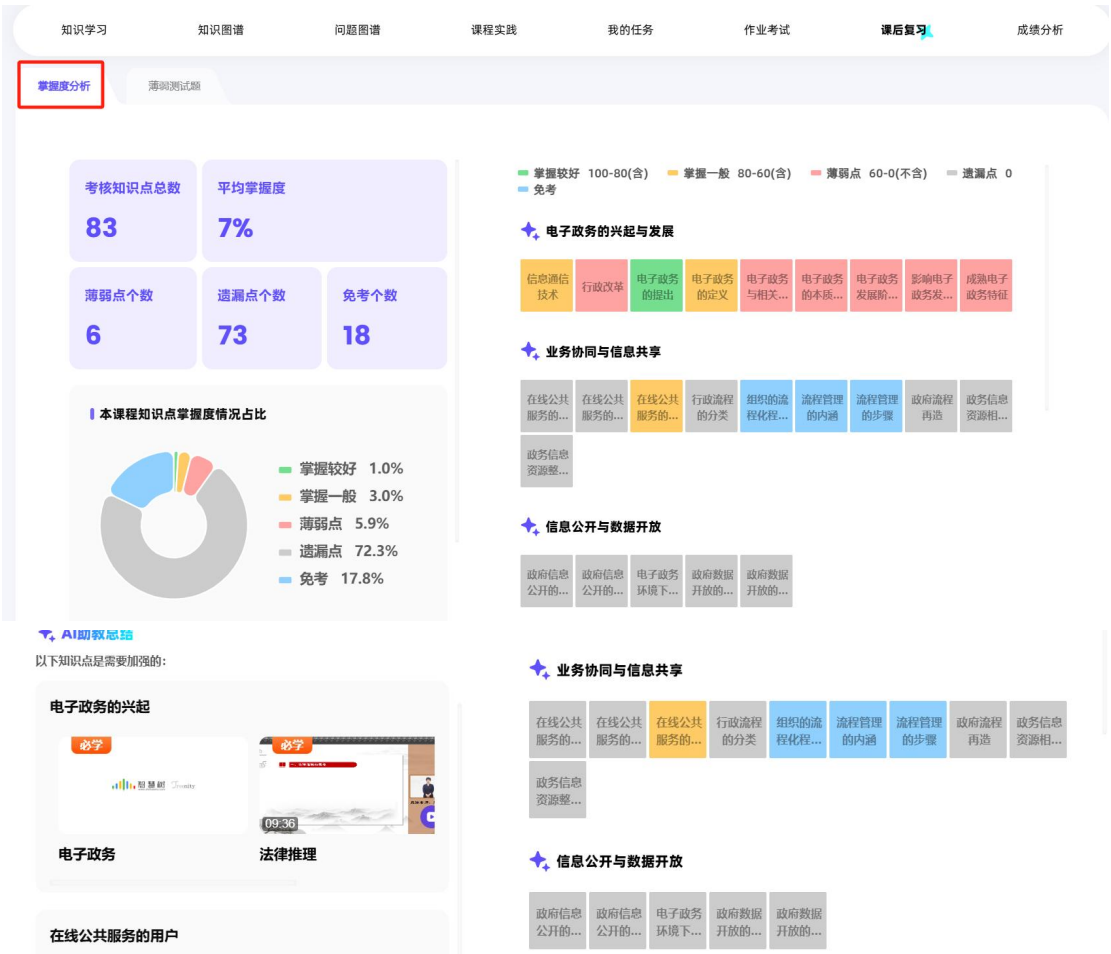 知识学习 知识图谱 问题图谱 课程实践 我的任务 作业考试 课后复习 成绩分析
掌握度分析 薄弱测试题
考核知识点总数
83
平均掌握度
7%
薄弱点个数
6
遗漏点个数
73
免考个数
18
本课程知识点掌握度情况占比
掌握较好 1.0%
掌握一般 3.0%
薄弱点 5.9%
遗漏点 72.3%
免考 17.8%
掌握较好 100-80(含) 掌握一般 80-60(含) 薄弱点 60-0(不含) 遗漏点 0
免考
电子政务的兴起与发展
信息通信
技术
行政改革
电子政务
的提出
电子政务
的定义
电子政务
与相关...
电子政务
的本质...
电子政务
发展阶...
影响电子
政务发...
成熟电子
政务特征
业务协同与信息共享
在线公共
服务的...
在线公共
服务的...
在线公共
服务的...
行政流程
的分类
组织的流
程化程...
流程管理
的内涵
流程管理
的步骤
政府流程
再造
政务信息
资源相...
政务信息
资源整...
信息公开与数据开放
政府信息
公开的...
政府信息
公开的...
电子政务
环境下...
政府数据
开放的...
政府数据
开放的...
AI助教总结
以下知识点是需要加强的:
电子政务的兴起
必学
智慧树
电子政务
必学
09:36
法律推理
在线公共服务的用户
业务协同与信息共享
在线公共
服务的...
在线公共
服务的...
在线公共
服务的...
行政流程
的分类
组织的流
程化程...
流程管理
的内涵
流程管理
的步骤
政府流程
再造
政务信息
资源相...
政务信息
资源整...
信息公开与数据开放
政府信息
公开的...
政府信息
公开的...
电子政务
环境下...
政府数据
开放的...
政府数据
开放的...